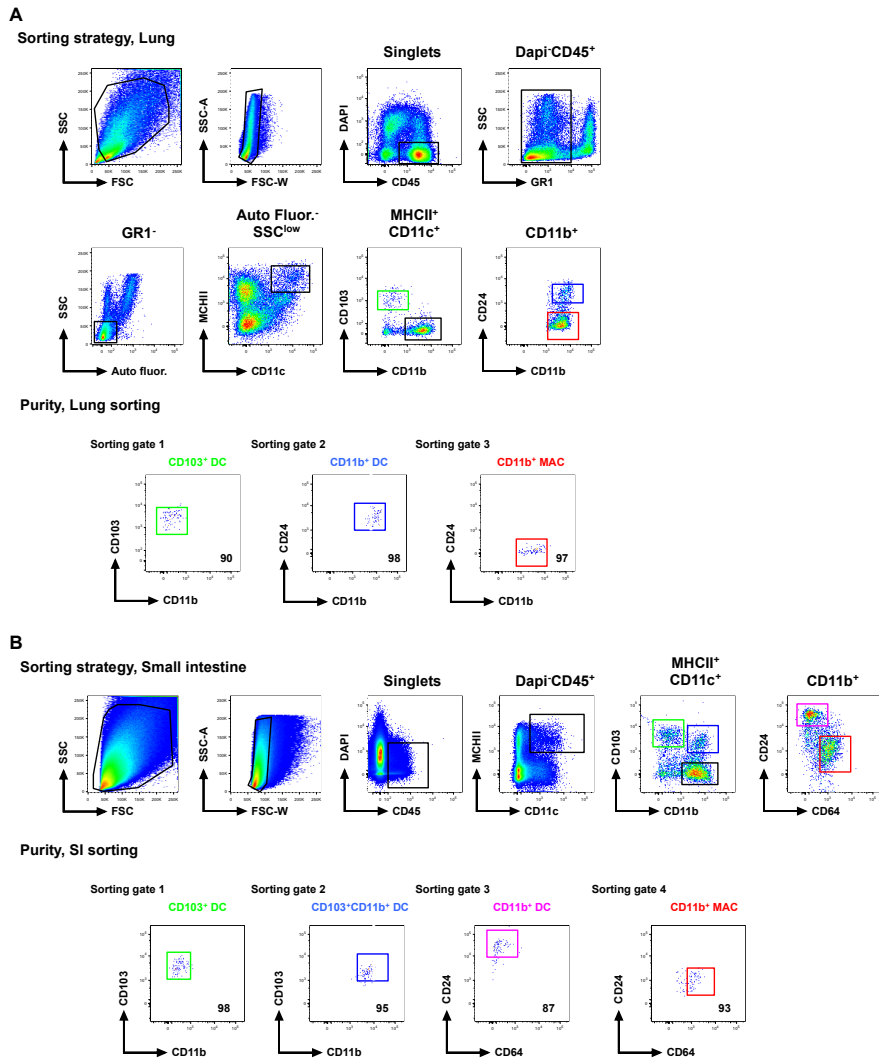 A
Sorting strategy, Lung
Singlets
Dapi⁻CD45⁺
SSC
FSC
SSC-A
FSC-W
DAPI
CD45
SSC
GR1
GR1⁻
Auto Fluor.⁻
SSCˡᵒʷ
MHCII⁺
CD11c⁺
CD11b⁺
SSC
Auto fluor.
MCHII
CD11c
CD103
CD11b
CD24
CD11b
Purity, Lung sorting
Sorting gate 1
Sorting gate 2
Sorting gate 3
CD103⁺ DC
CD11b⁺ DC
CD11b⁺ MAC
CD103
90
CD11b
CD24
98
CD11b
CD24
97
CD11b
B
Sorting strategy, Small intestine
Singlets
Dapi⁻CD45⁺
MHCII⁺
CD11c⁺
CD11b⁺
SSC
FSC
SSC-A
FSC-W
DAPI
CD45
MCHII
CD11c
CD103
CD11b
CD24
CD64
Purity, SI sorting
Sorting gate 1
Sorting gate 2
Sorting gate 3
Sorting gate 4
CD103⁺ DC
CD103⁺CD11b⁺ DC
CD11b⁺ DC
CD11b⁺ MAC
CD103
98
CD11b
CD103
95
CD11b
CD24
87
CD64
CD24
93
CD64